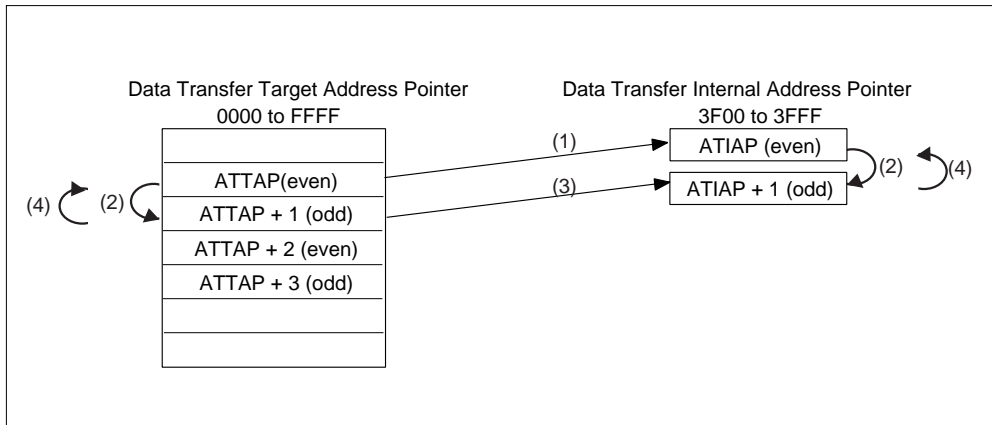 Data Transfer Target Address Pointer
0000 to FFFF
Data Transfer Internal Address Pointer
3F00 to 3FFF
(1)
ATIAP (even)
ATTAP(even)
(2)
(4)
(3)
ATIAP + 1 (odd)
(4)
(2)
ATTAP + 1 (odd)
ATTAP + 2 (even)
ATTAP + 3 (odd)